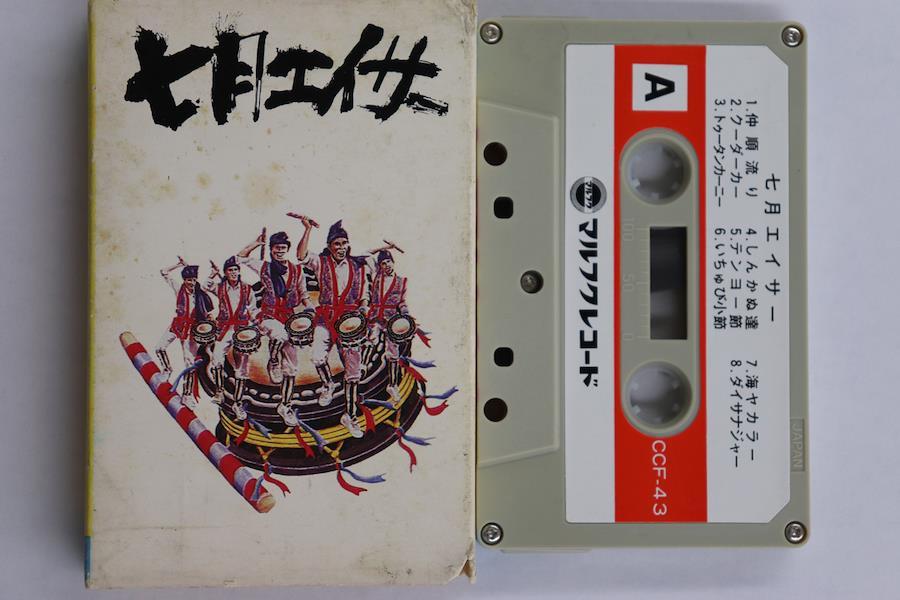 七月エイサー
A
七月エイサー
1.仲順流り
2.クーダーカー
3.トゥータンカーニー
4.しんかぬ達
5.テンヨー節
6.いちゅび小節
7.海ヤカラー
8.ダイサナジャー
マルフク
マルフクレコード
100 50 0
CCF-43
JAPAN